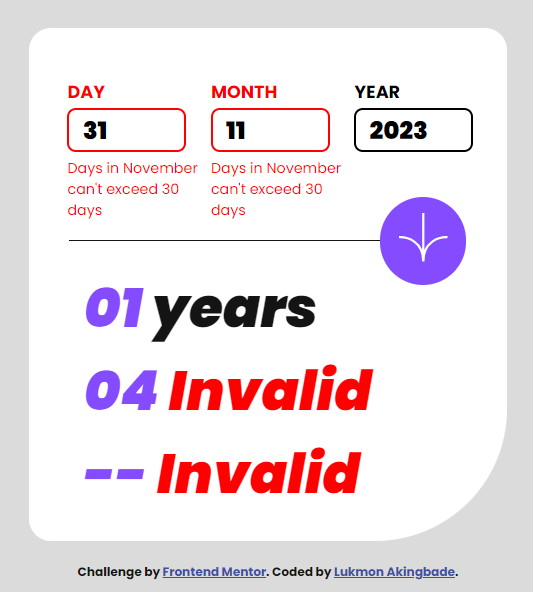 DAY MONTH YEAR
31 11 2023
Days in November Days in November
can't exceed 30 can't exceed 30
days days
01 years
04 Invalid
-- Invalid
Challenge by Frontend Mentor. Coded by Lukmon Akingbade.